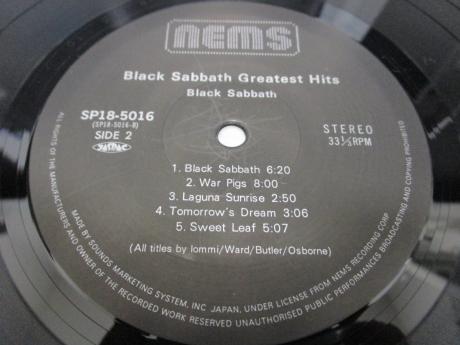 nems
Black Sabbath Greatest Hits
Black Sabbath
SP18-5016
(SP18-5016-B)
SIDE 2
STEREO
33⅓RPM
1. Black Sabbath 6:20
2. War Pigs 8:00
3. Laguna Sunrise 2:50
4. Tomorrow's Dream 3:06
5. Sweet Leaf 5:07
(All titles by Iommi/Ward/Butler/Osborne)
MADE BY SOUNDS MARKETING SYSTEM, INC JAPAN, UNDER LICENSE FROM NEMS RECORDING CORP
ALL RIGHTS OF THE MANUFACTURERS AND OWNER OF THE RECORDED WORK RESERVED UNAUTHORISED PUBLIC PERFORMANCES BROADCASTING AND COPYING PROHIBITED